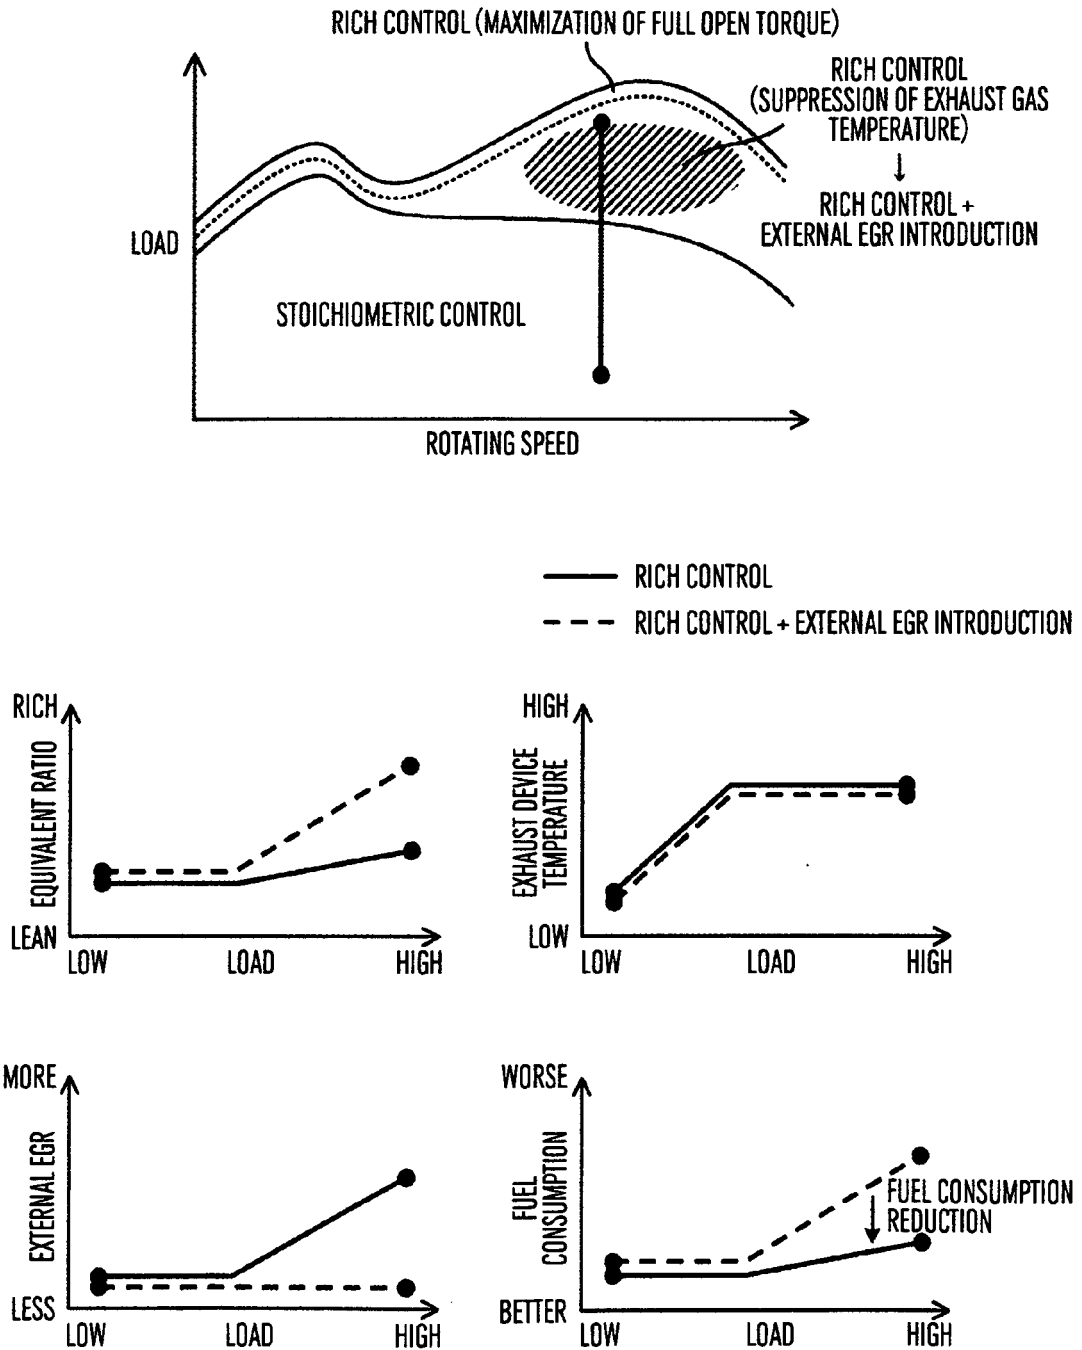 RICH CONTROL (MAXIMIZATION OF FULL OPEN TORQUE)
RICH CONTROL
(SUPPRESSION OF EXHAUST GAS
TEMPERATURE)
RICH CONTROL +
EXTERNAL EGR INTRODUCTION
LOAD
STOICHIOMETRIC CONTROL
ROTATING SPEED
RICH CONTROL
RICH CONTROL + EXTERNAL EGR INTRODUCTION
RICH
EQUIVALENT RATIO
LEAN
LOW
LOAD
HIGH
HIGH
EXHAUST DEVICE
TEMPERATURE
LOW
LOW
LOAD
HIGH
MORE
EXTERNAL EGR
LESS
LOW
LOAD
HIGH
WORSE
FUEL
CONSUMPTION
FUEL CONSUMPTION
REDUCTION
BETTER
LOW
LOAD
HIGH